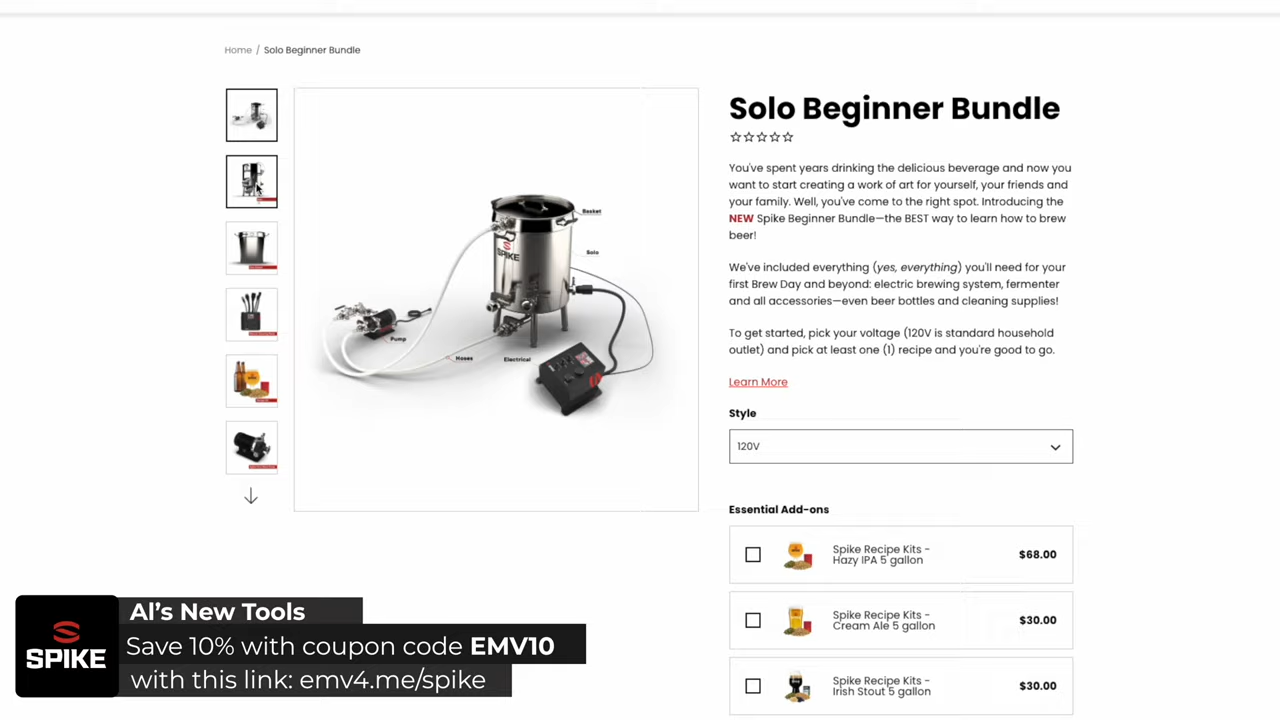 Home / Solo Beginner Bundle
Solo Beginner Bundle
You've spent years drinking the delicious beverage and now you
want to start creating a work of art for yourself, your friends and
your family. Well, you've come to the right spot. Introducing the
NEW Spike Beginner Bundle—the BEST way to learn how to brew
beer!
We've included everything (yes, everything) you'll need for your
first Brew Day and beyond: electric brewing system, fermenter
and all accessories—even beer bottles and cleaning supplies!
To get started, pick your voltage (120V is standard household
outlet) and pick at least one (1) recipe and you're good to go.
Learn More
Style
120V
Essential Add-ons
Spike Recipe Kits -
Hazy IPA 5 gallon
$68.00
Spike Recipe Kits -
Cream Ale 5 gallon
$30.00
Spike Recipe Kits -
Irish Stout 5 gallon
$30.00
Basket
Solo
SPIKE
Pump
Hoses
Electrical
SPIKE
Al's New Tools
Save 10% with coupon code EMV10
with this link: emv4.me/spike